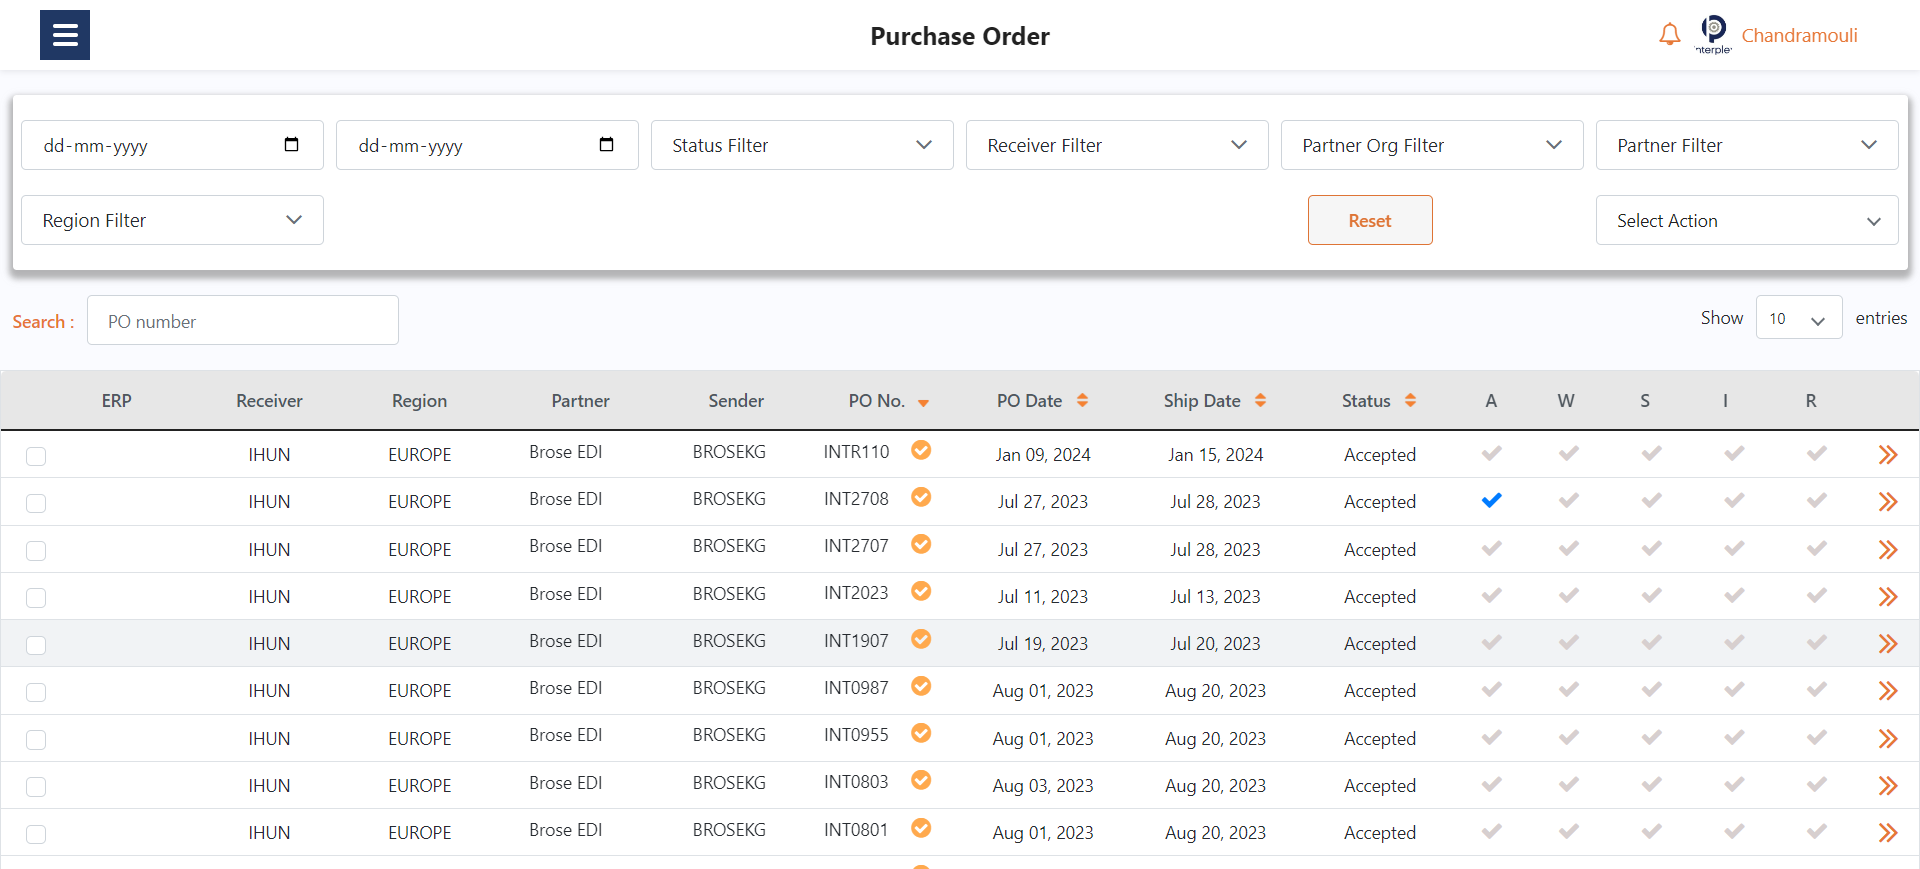 Purchase Order
nterple
Chandramouli
dd-mm-yyyy dd-mm-yyyy Status Filter Receiver Filter Partner Org Filter Partner Filter
Region Filter Reset Select Action
Search : PO number Show 10 entries
ERP Receiver Region Partner Sender PO No. PO Date Ship Date Status A W S I R
IHUN EUROPE Brose EDI BROSEKG INTR110 Jan 09, 2024 Jan 15, 2024 Accepted
IHUN EUROPE Brose EDI BROSEKG INT2708 Jul 27, 2023 Jul 28, 2023 Accepted
IHUN EUROPE Brose EDI BROSEKG INT2707 Jul 27, 2023 Jul 28, 2023 Accepted
IHUN EUROPE Brose EDI BROSEKG INT2023 Jul 11, 2023 Jul 13, 2023 Accepted
IHUN EUROPE Brose EDI BROSEKG INT1907 Jul 19, 2023 Jul 20, 2023 Accepted
IHUN EUROPE Brose EDI BROSEKG INT0987 Aug 01, 2023 Aug 20, 2023 Accepted
IHUN EUROPE Brose EDI BROSEKG INT0955 Aug 01, 2023 Aug 20, 2023 Accepted
IHUN EUROPE Brose EDI BROSEKG INT0803 Aug 03, 2023 Aug 20, 2023 Accepted
IHUN EUROPE Brose EDI BROSEKG INT0801 Aug 01, 2023 Aug 20, 2023 Accepted